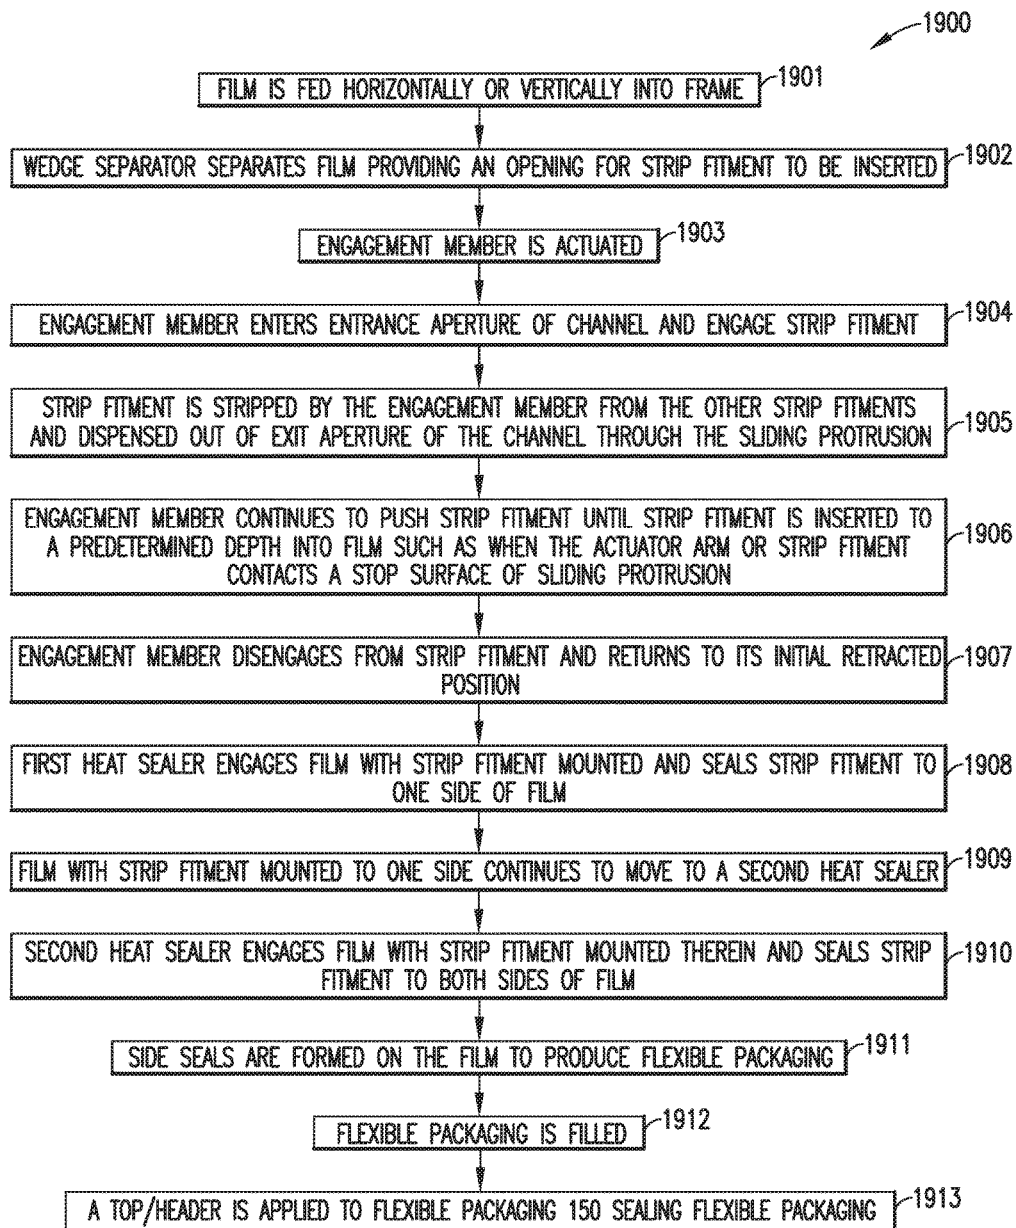 1900
FILM IS FED HORIZONTALLY OR VERTICALLY INTO FRAME
1901
WEDGE SEPARATOR SEPARATES FILM PROVIDING AN OPENING FOR STRIP FITMENT TO BE INSERTED
1902
ENGAGEMENT MEMBER IS ACTUATED
1903
ENGAGEMENT MEMBER ENTERS ENTRANCE APERTURE OF CHANNEL AND ENGAGE STRIP FITMENT
1904
STRIP FITMENT IS STRIPPED BY THE ENGAGEMENT MEMBER FROM THE OTHER STRIP FITMENTS
AND DISPENSED OUT OF EXIT APERTURE OF THE CHANNEL THROUGH THE SLIDING PROTRUSION
1905
ENGAGEMENT MEMBER CONTINUES TO PUSH STRIP FITMENT UNTIL STRIP FITMENT IS INSERTED TO
A PREDETERMINED DEPTH INTO FILM SUCH AS WHEN THE ACTUATOR ARM OR STRIP FITMENT
CONTACTS A STOP SURFACE OF SLIDING PROTRUSION
1906
ENGAGEMENT MEMBER DISENGAGES FROM STRIP FITMENT AND RETURNS TO ITS INITIAL RETRACTED
POSITION
1907
FIRST HEAT SEALER ENGAGES FILM WITH STRIP FITMENT MOUNTED AND SEALS STRIP FITMENT TO
ONE SIDE OF FILM
1908
FILM WITH STRIP FITMENT MOUNTED TO ONE SIDE CONTINUES TO MOVE TO A SECOND HEAT SEALER
1909
SECOND HEAT SEALER ENGAGES FILM WITH STRIP FITMENT MOUNTED THEREIN AND SEALS STRIP
FITMENT TO BOTH SIDES OF FILM
1910
SIDE SEALS ARE FORMED ON THE FILM TO PRODUCE FLEXIBLE PACKAGING
1911
FLEXIBLE PACKAGING IS FILLED
1912
A TOP/HEADER IS APPLIED TO FLEXIBLE PACKAGING 150 SEALING FLEXIBLE PACKAGING
1913